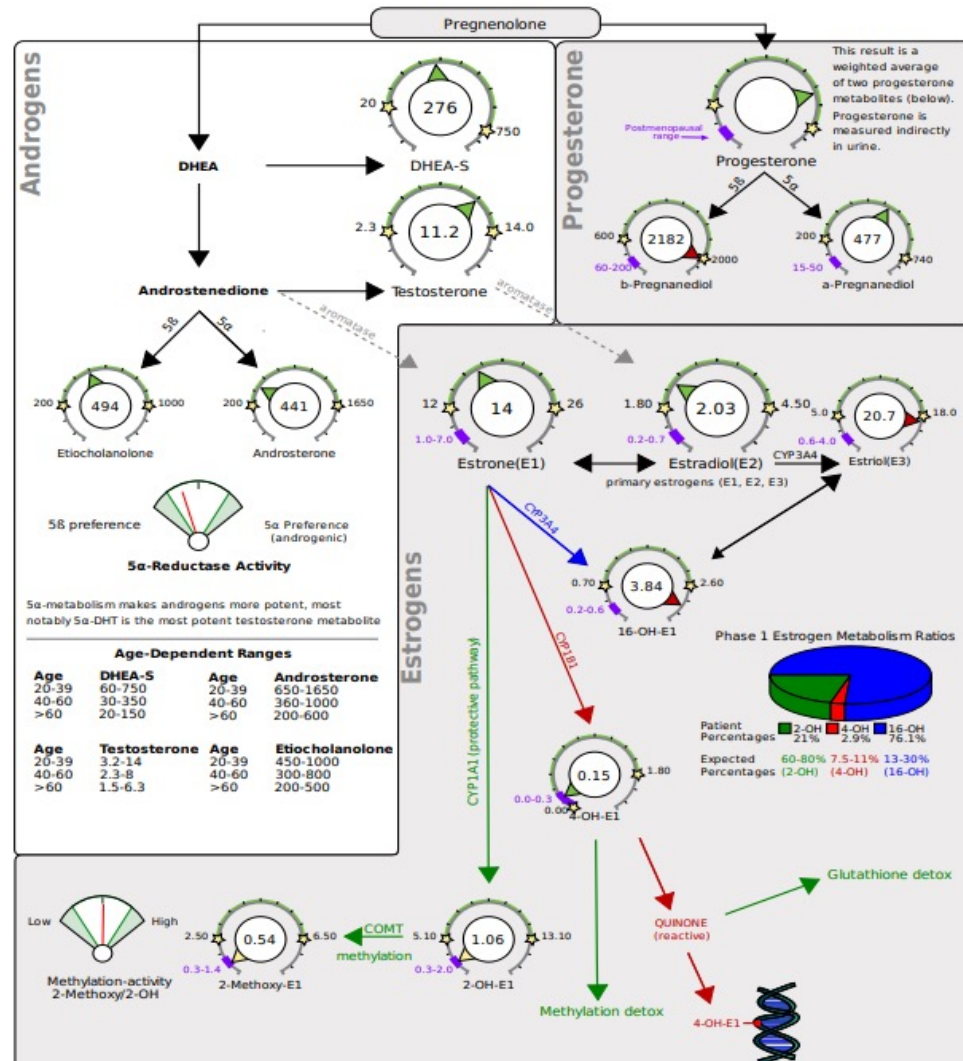 Pregnenolone
Androgens
20
276
750
DHEA
DHEA-S
2.3
11.2
14.0
Androstenedione
Testosterone
aromatase
aromatase
5ß
5α
200
494
1000
Etiocholanolone
200
441
1650
Androsterone
5ß preference
5α Preference
(androgenic)
5α-Reductase Activity
5α-metabolism makes androgens more potent, most
notably 5α-DHT is the most potent testosterone metabolite
Age-Dependent Ranges
Age DHEA-S
20-39 60-750
40-60 30-350
>60 20-150
Age Androsterone
20-39 650-1650
40-60 360-1000
>60 200-600
Age Testosterone
20-39 3.2-14
40-60 2.3-8
>60 1.5-6.3
Age Etiocholanolone
20-39 450-1000
40-60 300-800
>60 200-500
Progesterone
This result is a
weighted average
of two progesterone
metabolites (below).
Progesterone is
measured indirectly
in urine.
Postmenopausal
range
Progesterone
5ß
5α
600
2182
2000
60-200
b-Pregnanediol
200
477
740
15-50
a-Pregnanediol
Estrogens
12
14
26
1.0-7.0
Estrone(E1)
1.80
2.03
4.50
0.2-0.7
Estradiol(E2)
CYP3A4
5.0
20.7
18.0
0.6-4.0
Estriol(E3)
primary estrogens (E1, E2, E3)
CYP3A4
0.70
3.84
2.60
0.2-0.6
16-OH-E1
CYP1B1
CYP1A1 (protective pathway)
Phase 1 Estrogen Metabolism Ratios
Patient
Percentages
2-OH
21%
4-OH
2.9%
16-OH
76.1%
Expected
Percentages
60-80%
(2-OH)
7.5-11%
(4-OH)
13-30%
(16-OH)
0.15
1.80
0.0-0.3
0.00
4-OH-E1
Glutathione detox
QUINONE
(reactive)
Methylation detox
4-OH-E1
Low
High
Methylation-activity
2-Methoxy/2-OH
2.50
0.54
6.50
0.3-1.4
2-Methoxy-E1
COMT
methylation
5.10
1.06
13.10
0.3-2.0
2-OH-E1